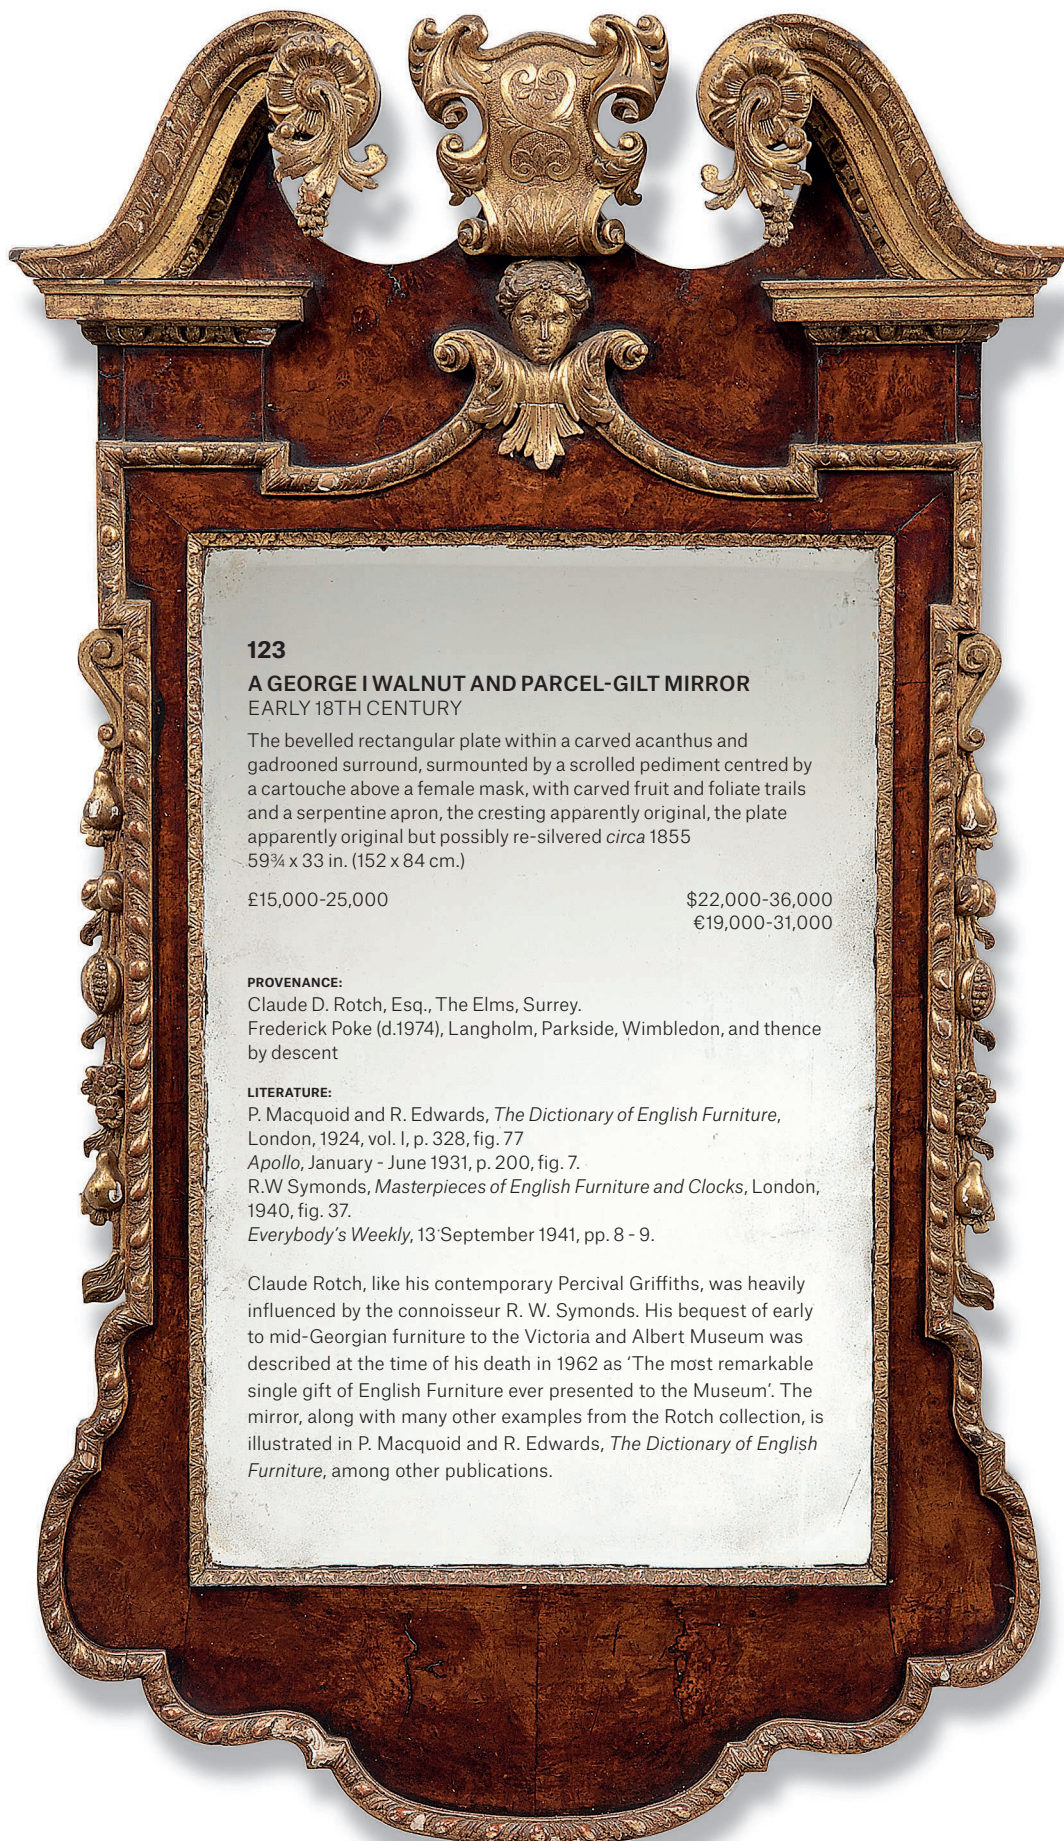 123
A GEORGE I WALNUT AND PARCEL-GILT MIRROR
EARLY 18TH CENTURY
The bevelled rectangular plate within a carved acanthus and
gadrooned surround, surmounted by a scrolled pediment centred by
a cartouche above a female mask, with carved fruit and foliate trails
and a serpentine apron, the cresting apparently original, the plate
apparently original but possibly re-silvered circa 1855
59¾ x 33 in. (152 x 84 cm.)
£15,000-25,000 $22,000-36,000
€19,000-31,000
PROVENANCE:
Claude D. Rotch, Esq., The Elms, Surrey.
Frederick Poke (d.1974), Langholm, Parkside, Wimbledon, and thence
by descent
LITERATURE:
P. Macquoid and R. Edwards, The Dictionary of English Furniture,
London, 1924, vol. I, p. 328, fig. 77
Apollo, January - June 1931, p. 200, fig. 7.
R.W Symonds, Masterpieces of English Furniture and Clocks, London,
1940, fig. 37.
Everybody's Weekly, 13 September 1941, pp. 8 - 9.
Claude Rotch, like his contemporary Percival Griffiths, was heavily
influenced by the connoisseur R. W. Symonds. His bequest of early
to mid-Georgian furniture to the Victoria and Albert Museum was
described at the time of his death in 1962 as ‘The most remarkable
single gift of English Furniture ever presented to the Museum’. The
mirror, along with many other examples from the Rotch collection, is
illustrated in P. Macquoid and R. Edwards, The Dictionary of English
Furniture, among other publications.